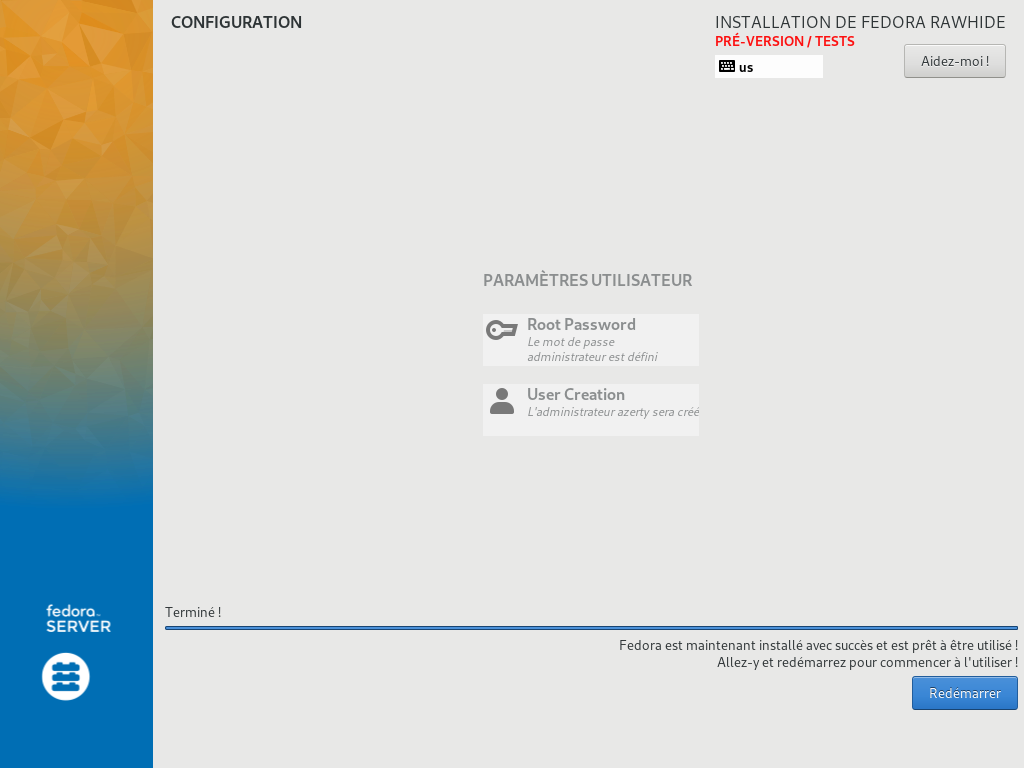 CONFIGURATION
INSTALLATION DE FEDORA RAWHIDE
PRÉ-VERSION / TESTS
us
Aidez-moi !
PARAMÈTRES UTILISATEUR
Root Password
Le mot de passe
administrateur est défini
User Creation
L'administrateur azerty sera créé
fedora™
SERVER
Terminé !
Fedora est maintenant installé avec succès et est prêt à être utilisé !
Allez-y et redémarrez pour commencer à l'utiliser !
Redémarrer